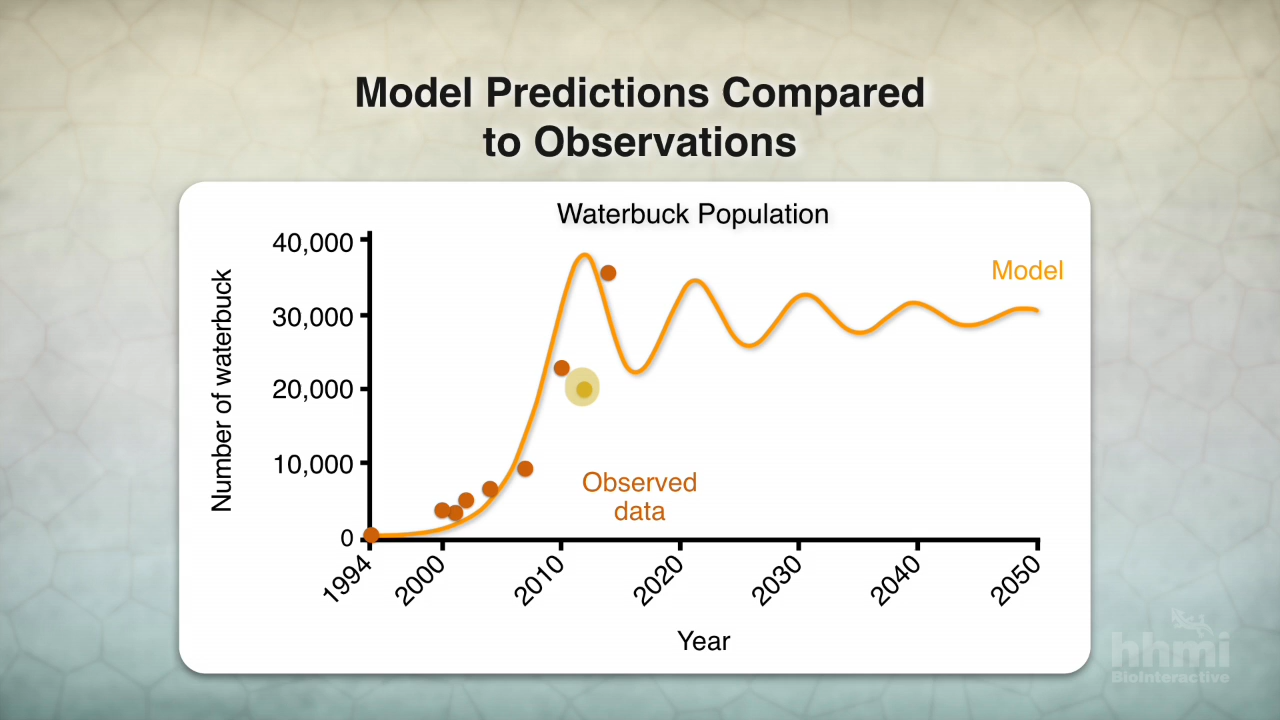 Model Predictions Compared
to Observations
Waterbuck Population
40,000
30,000
20,000
10,000
0
Number of waterbuck
Model
Observed
data
1994
2000
2010
2020
2030
2040
2050
Year
hhmi
BioInteractive